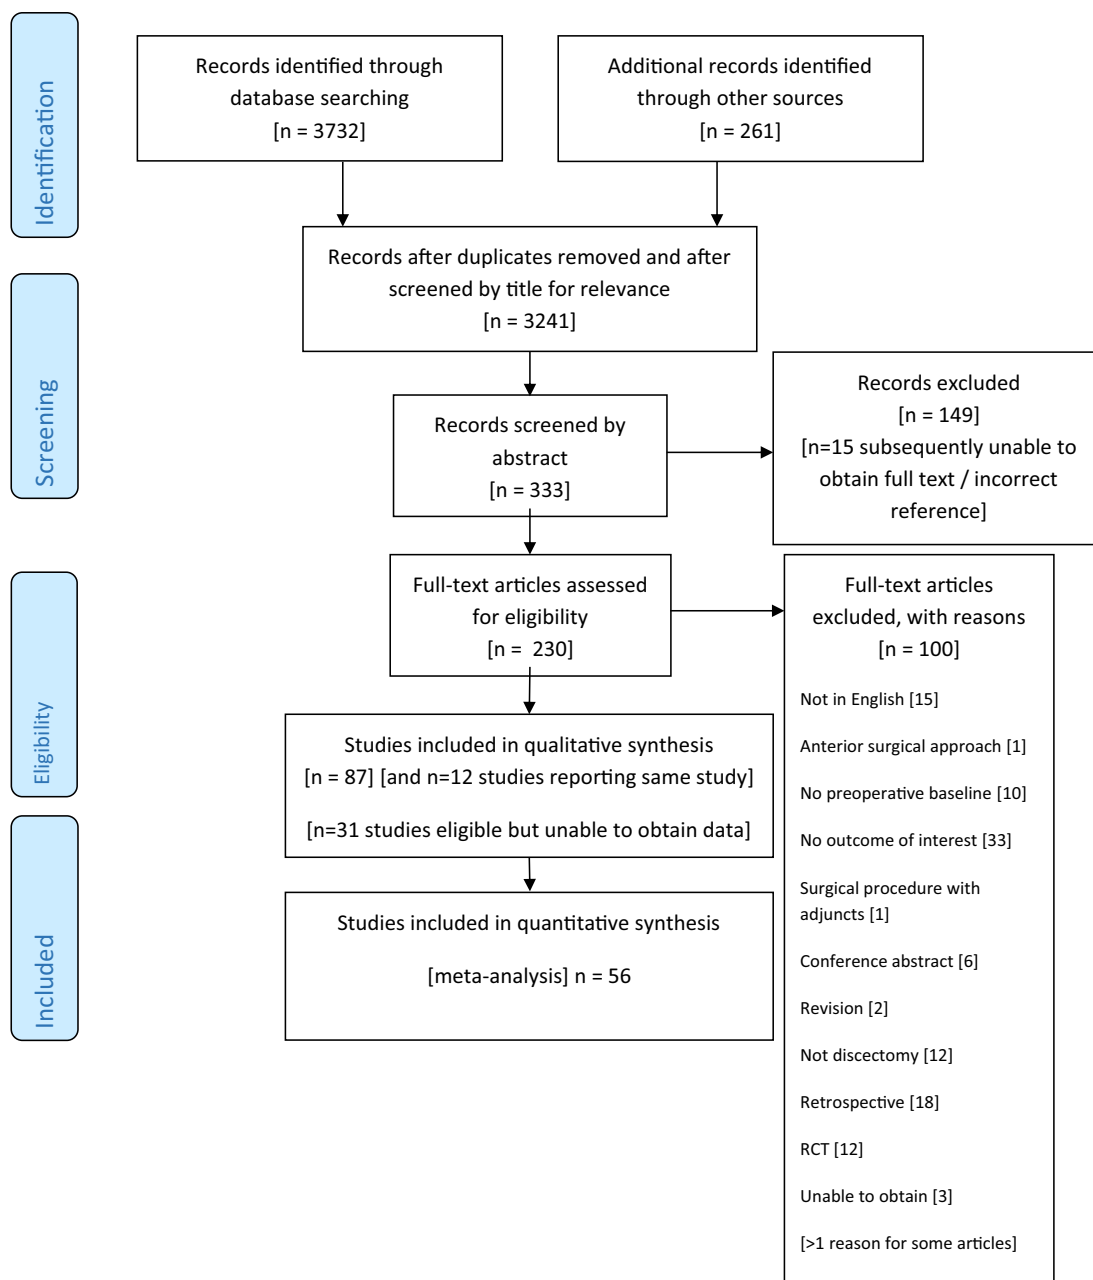 Identification
Records identified through
database searching
[n = 3732]
Additional records identified
through other sources
[n = 261]
Records after duplicates removed and after
screened by title for relevance
[n = 3241]
Screening
Records screened by
abstract
[n = 333]
Records excluded
[n = 149]
[n=15 subsequently unable to
obtain full text / incorrect
reference]
Eligibility
Full-text articles assessed
for eligibility
[n = 230]
Full-text articles
excluded, with reasons
[n = 100]
Not in English [15]
Anterior surgical approach [1]
No preoperative baseline [10]
No outcome of interest [33]
Surgical procedure with
adjuncts [1]
Conference abstract [6]
Revision [2]
Not discectomy [12]
Retrospective [18]
RCT [12]
Unable to obtain [3]
[>1 reason for some articles]
Studies included in qualitative synthesis
[n = 87] [and n=12 studies reporting same study]
[n=31 studies eligible but unable to obtain data]
Included
Studies included in quantitative synthesis
[meta-analysis] n = 56